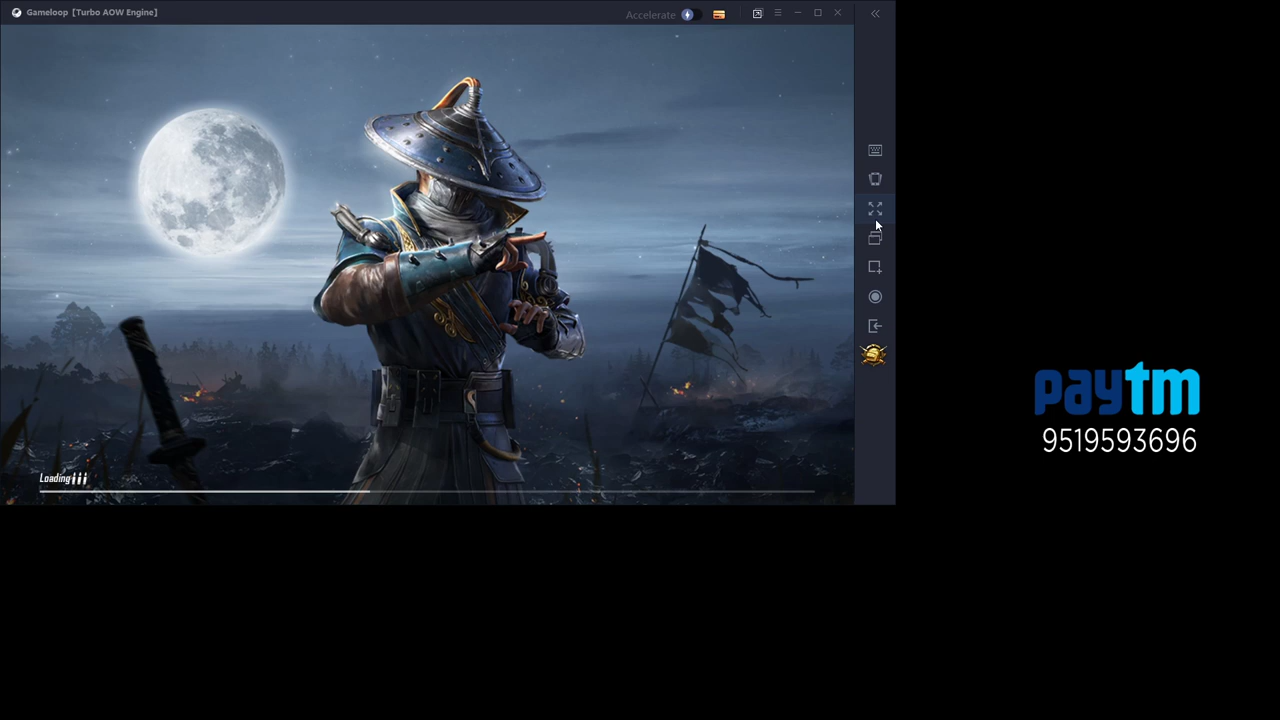 Gameloop [Turbo AOW Engine]
Accelerate
Loading
paytm
9519593696